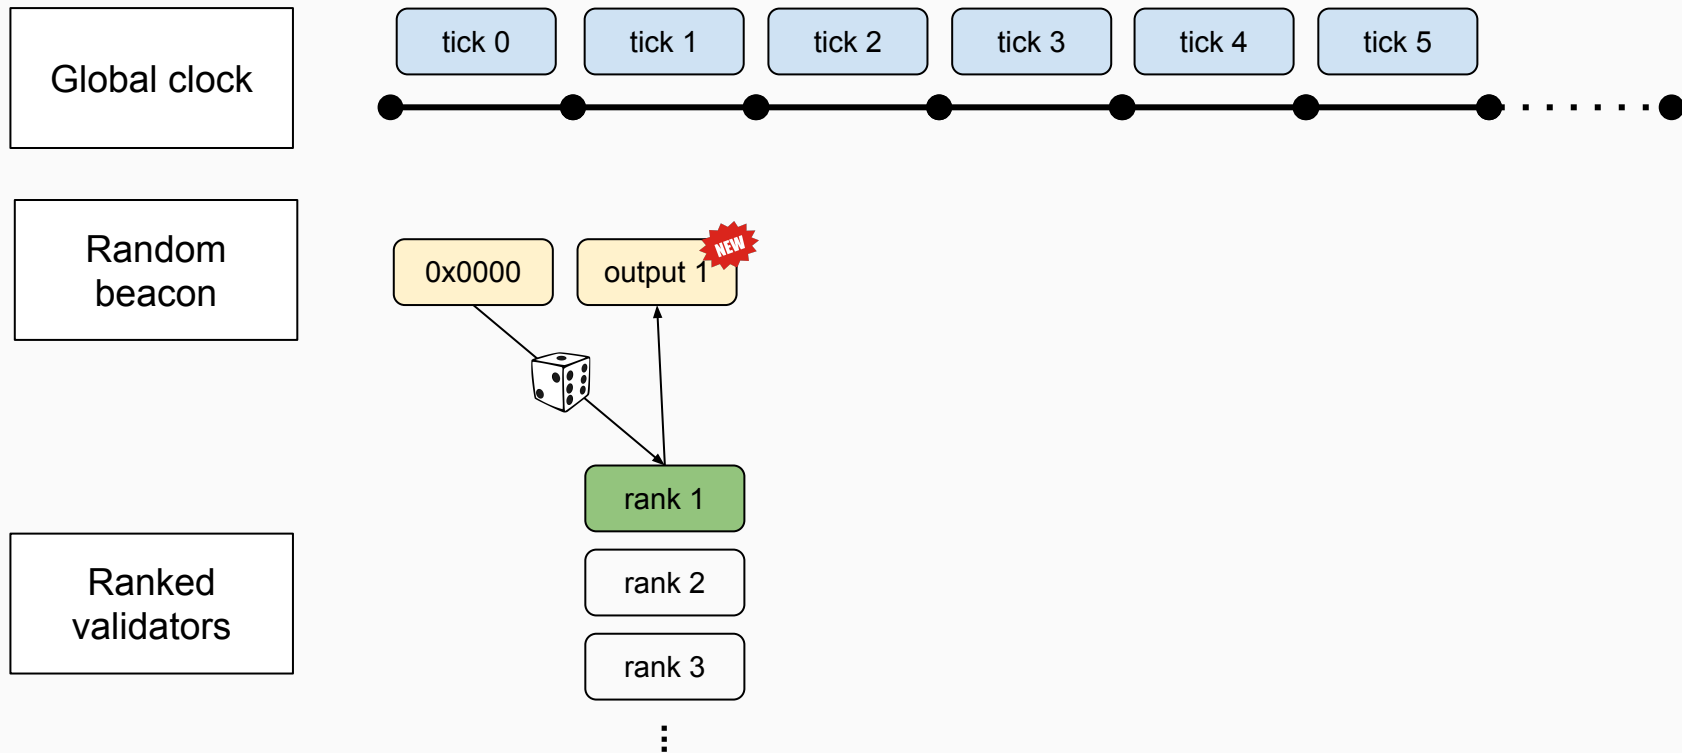 Global clock
tick 0
tick 1
tick 2
tick 3
tick 4
tick 5
Random
beacon
0x0000
output 1
NEW
rank 1
Ranked
validators
rank 2
rank 3